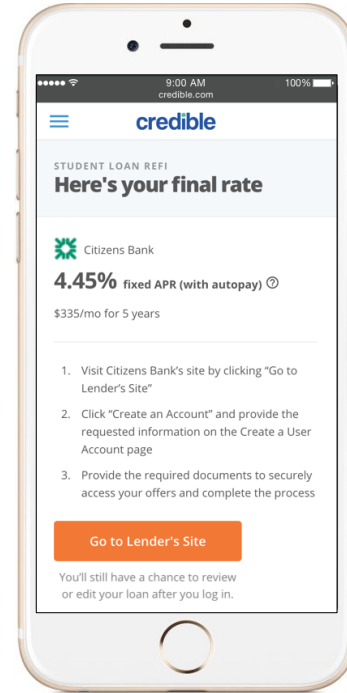 9:00 AM 100%
credible.com
credible
STUDENT LOAN REFI
Here's your final rate
Citizens Bank
4.45% fixed APR (with autopay) ?
$335/mo for 5 years
1. Visit Citizens Bank's site by clicking "Go to
Lender's Site"
2. Click "Create an Account" and provide the
requested information on the Create a User
Account page
3. Provide the required documents to securely
access your offers and complete the process
Go to Lender's Site
You'll still have a chance to review
or edit your loan after you log in.